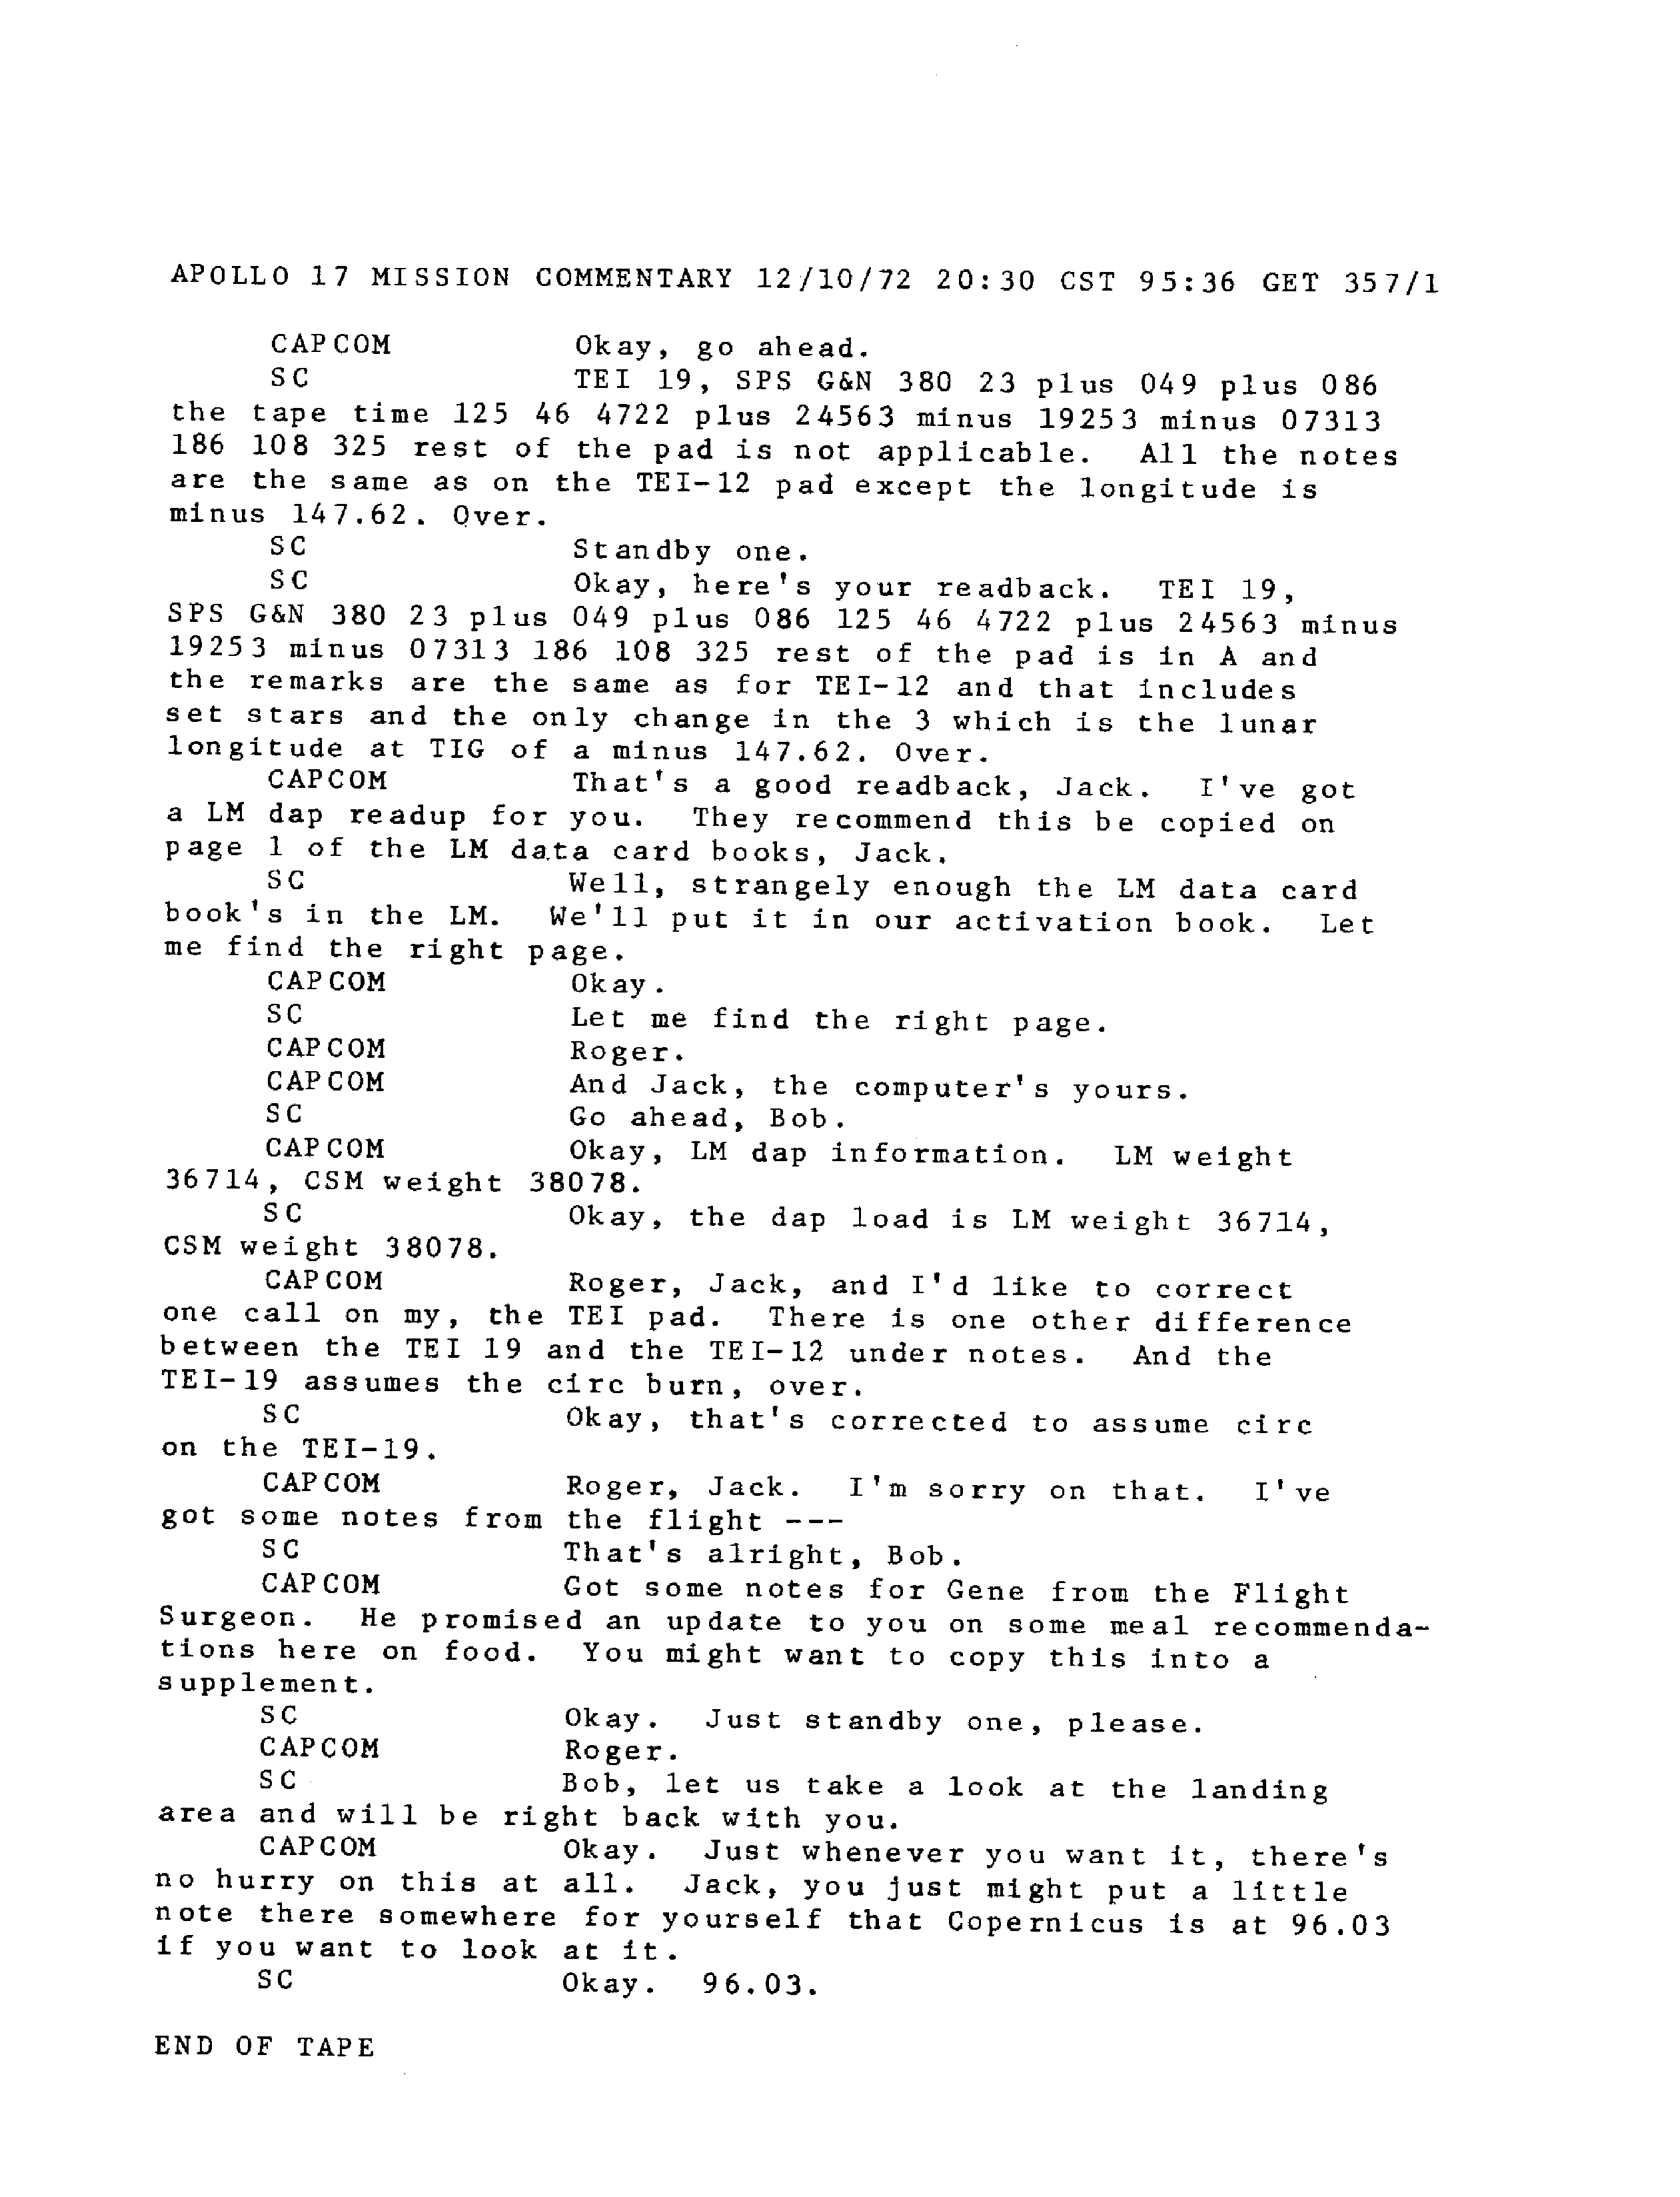 APOLLO 17 MISSION COMMENTARY 12/10/72 20:30 CST 95:36 GET 357/1
CAPCOM Okay, go ahead.
SC TEI 19, SPS G&N 380 23 plus 049 plus 086
the tape time 125 46 4722 plus 24563 minus 19253 minus 07313
186 108 325 rest of the pad is not applicable. All the notes
are the same as on the TEI-12 pad except the longitude is
minus 147.62. Over.
SC Standby one.
SC Okay, here's your readback. TEI 19,
SPS G&N 380 23 plus 049 plus 086 125 46 4722 plus 24563 minus
19253 minus 07313 186 108 325 rest of the pad is in A and
the remarks are the same as for TEI-12 and that includes
set stars and the only change in the 3 which is the lunar
longitude at TIG of a minus 147.62. Over.
CAPCOM That's a good readback, Jack. I've got
a LM dap readup for you. They recommend this be copied on
page 1 of the LM data card books, Jack.
SC Well, strangely enough the LM data card
book's in the LM. We'll put it in our activation book. Let
me find the right page.
CAPCOM Okay.
SC Let me find the right page.
CAPCOM Roger.
CAPCOM And Jack, the computer's yours.
SC Go ahead, Bob.
CAPCOM Okay, LM dap information. LM weight
36714, CSM weight 38078.
SC Okay, the dap load is LM weight 36714,
CSM weight 38078.
CAPCOM Roger, Jack, and I'd like to correct
one call on my, the TEI pad. There is one other difference
between the TEI 19 and the TEI-12 under notes. And the
TEI-19 assumes the circ burn, over.
SC Okay, that's corrected to assume circ
on the TEI-19.
CAPCOM Roger, Jack. I'm sorry on that. I've
got some notes from the flight ---
SC That's alright, Bob.
CAPCOM Got some notes for Gene from the Flight
Surgeon. He promised an update to you on some meal recommenda-
tions here on food. You might want to copy this into a
supplement.
SC Okay. Just standby one, please.
CAPCOM Roger.
SC Bob, let us take a look at the landing
area and will be right back with you.
CAPCOM Okay. Just whenever you want it, there's
no hurry on this at all. Jack, you just might put a little
note there somewhere for yourself that Copernicus is at 96.03
if you want to look at it.
SC Okay. 96.03.
END OF TAPE